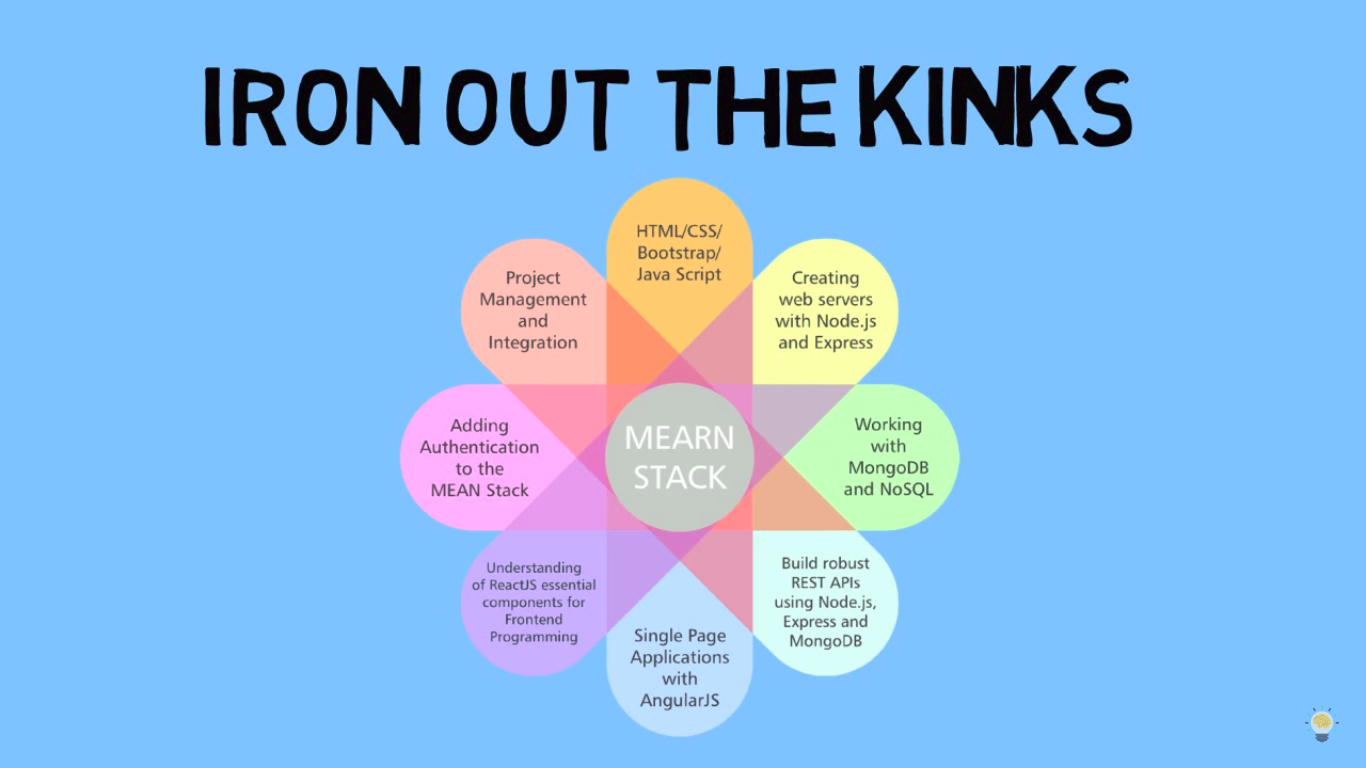 IRON OUT THE KINKS
HTML/CSS/
Bootstrap/
Java Script
Creating
web servers
with Node.js
and Express
Working
with
MongoDB
and NoSQL
Build robust
REST APIs
using Node.js,
Express and
MongoDB
Single Page
Applications
with
AngularJS
Understanding
of ReactJS essential
components for
Frontend
Programming
Adding
Authentication
to the
MEAN Stack
Project
Management
and
Integration
MEARN
STACK